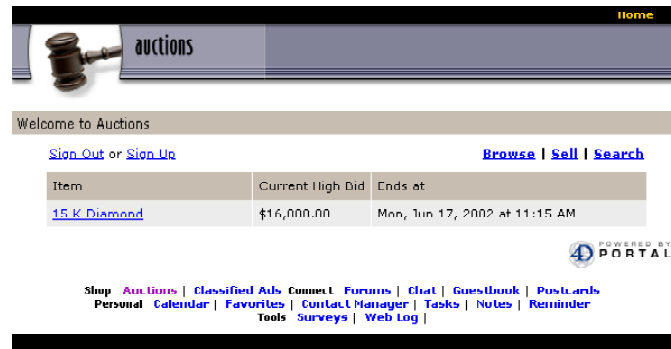 Home
auctions
Welcome to Auctions
Sign Out or Sign Up
Browse | Sell | Search
Item Current High Bid Ends at
15 K Diamond $16,000.00 Mon, Jun 17, 2002 at 11:15 AM
4D POWERED BY PORTAL
Shop Auctions | Classified Ads Connect Forums | Chat | Guestbook | Postcards
Personal Calendar | Favorites | Contact Manager | Tasks | Notes | Reminder
Tools Surveys | Web Log |